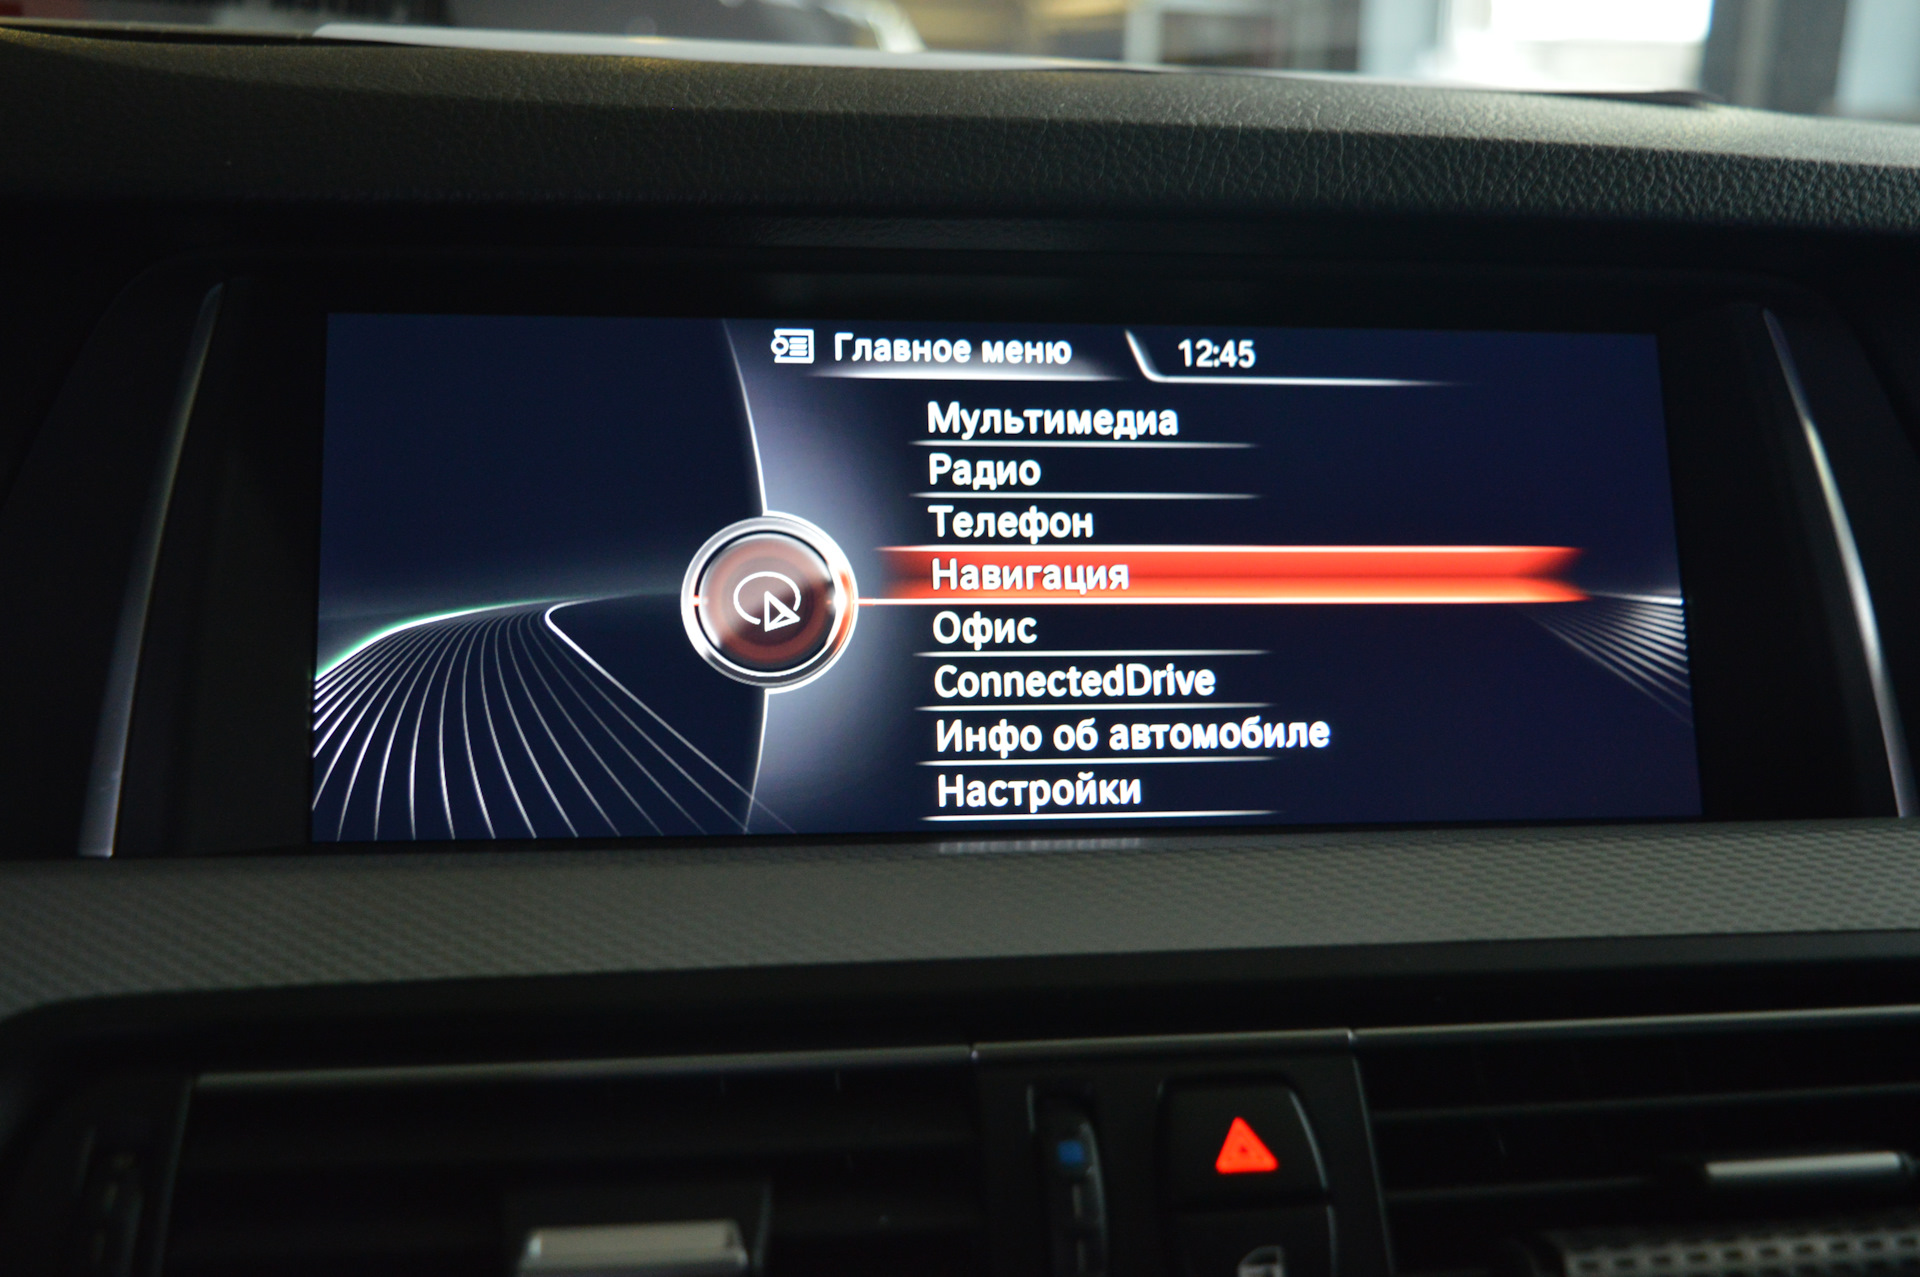 Главное меню
12:45
Мультимедиа
Радио
Телефон
Навигация
Офис
ConnectedDrive
Инфо об автомобиле
Настройки